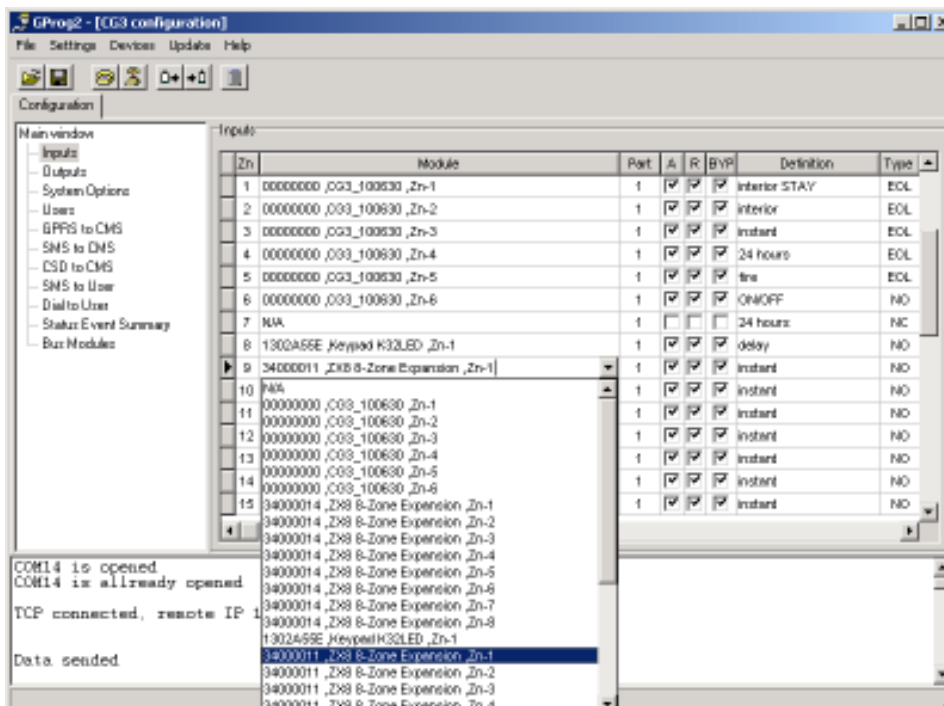 GProg2 - [CG3 configuration]
File Settings Devices Update Help
Configuration
Main window
Inputs
Outputs
System Options
Users
GPRS to CMS
SMS to CMS
CSD to CMS
SMS to User
Dial to User
Status Event Summary
Bus Modules
Inputs
Zn Module Part A R BYP Definition Type
1 00000000 ,CG3_100630 ,Zn-1 1 interior STAY EOL
2 00000000 ,CG3_100630 ,Zn-2 1 interior EOL
3 00000000 ,CG3_100630 ,Zn-3 1 instant EOL
4 00000000 ,CG3_100630 ,Zn-4 1 24 hours EOL
5 00000000 ,CG3_100630 ,Zn-5 1 fire EOL
6 00000000 ,CG3_100630 ,Zn-6 1 ON/OFF NO
7 N/A 1 24 hours NC
8 1302A55E ,Keypad K32LED ,Zn-1 1 delay NO
9 34000011 ,ZX8 8-Zone Expansion ,Zn-1 1 instant NO
10 1 instant NO
11 1 instant NO
12 1 instant NO
13 1 instant NO
14 1 instant NO
15 1 instant NO
N/A
00000000 ,CG3_100630 ,Zn-1
00000000 ,CG3_100630 ,Zn-2
00000000 ,CG3_100630 ,Zn-3
00000000 ,CG3_100630 ,Zn-4
00000000 ,CG3_100630 ,Zn-5
00000000 ,CG3_100630 ,Zn-6
34000014 ,ZX8 8-Zone Expansion ,Zn-1
34000014 ,ZX8 8-Zone Expansion ,Zn-2
34000014 ,ZX8 8-Zone Expansion ,Zn-3
34000014 ,ZX8 8-Zone Expansion ,Zn-4
34000014 ,ZX8 8-Zone Expansion ,Zn-5
34000014 ,ZX8 8-Zone Expansion ,Zn-6
34000014 ,ZX8 8-Zone Expansion ,Zn-7
34000014 ,ZX8 8-Zone Expansion ,Zn-8
1302A55E ,Keypad K32LED ,Zn-1
34000011 ,ZX8 8-Zone Expansion ,Zn-1
34000011 ,ZX8 8-Zone Expansion ,Zn-2
34000011 ,ZX8 8-Zone Expansion ,Zn-3
34000011 ,ZX8 8-Zone Expansion ,Zn-4
COM14 is opened
COM14 is allready opened
TCP connected, remote IP 1
Data sended